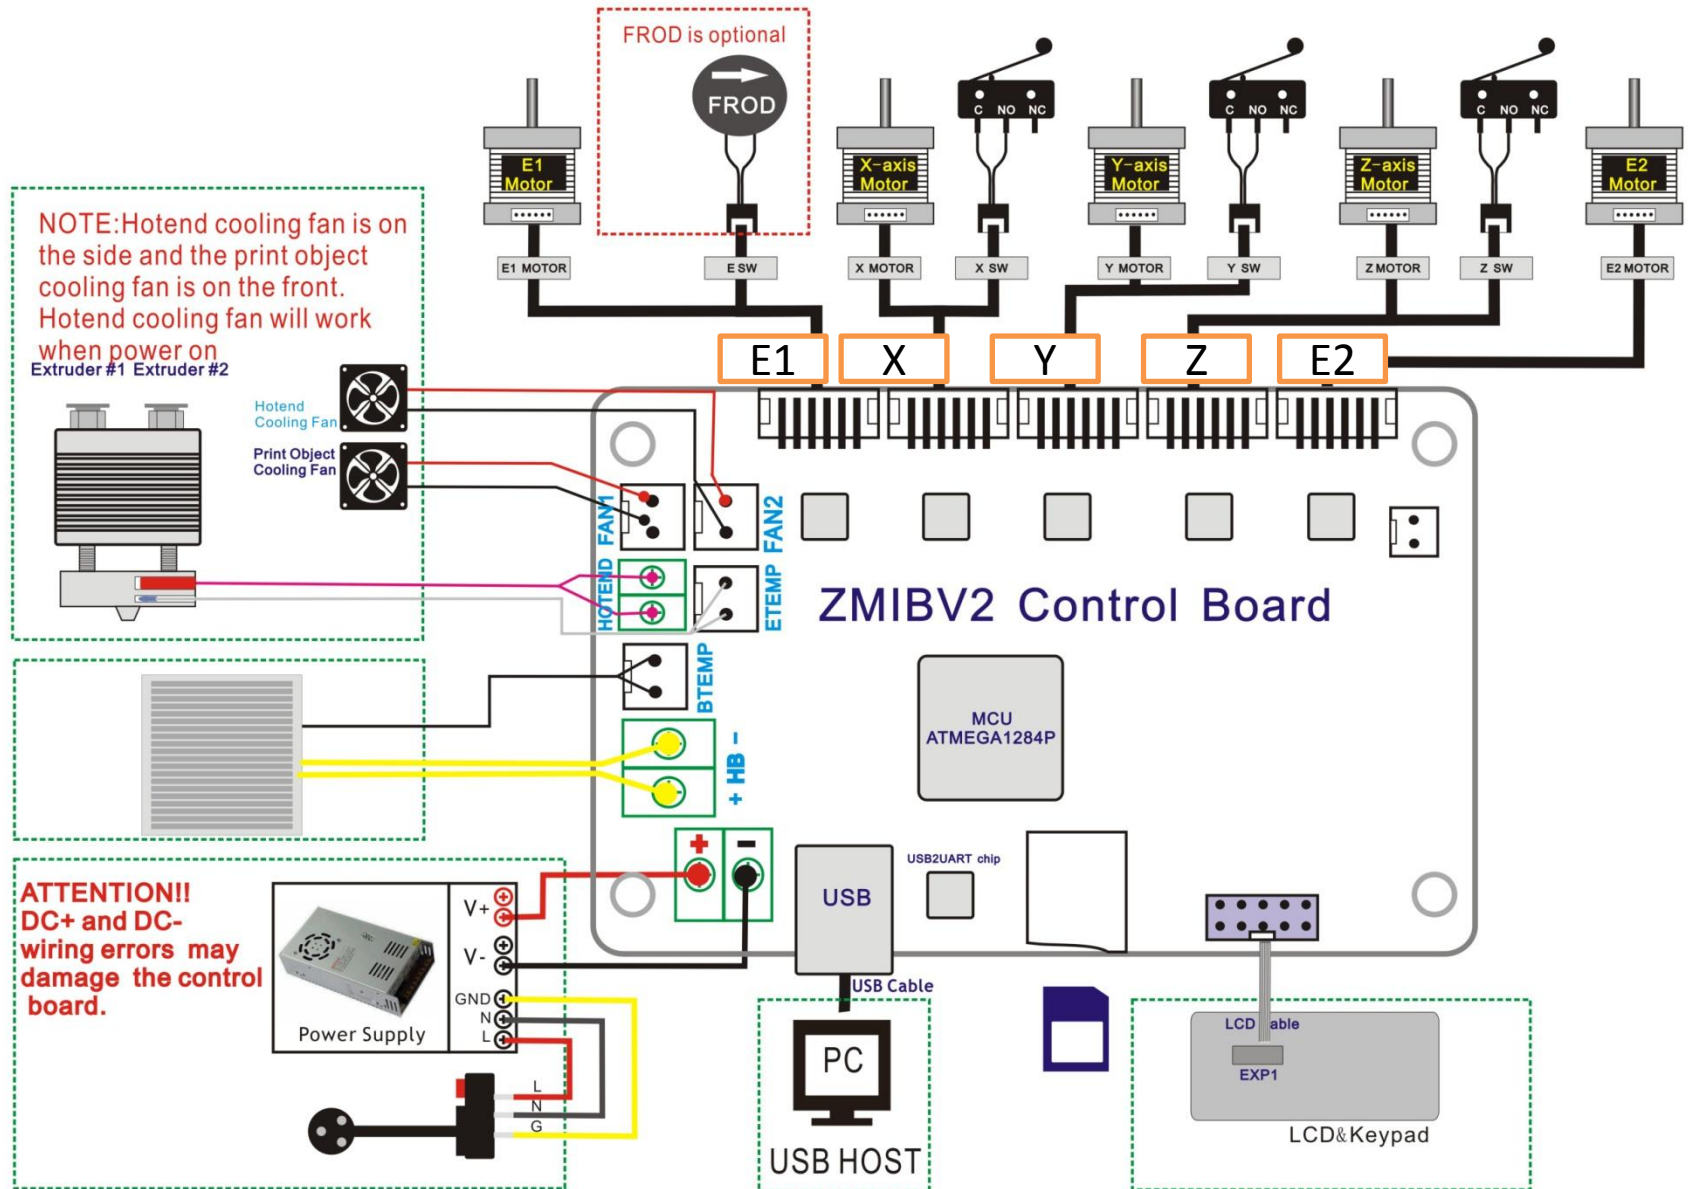 FROD is optional
FROD
C NO NC
C NO NC
C NO NC
E1
Motor
X-axis
Motor
Y-axis
Motor
Z-axis
Motor
E2
Motor
E1 MOTOR
E SW
X MOTOR
X SW
Y MOTOR
Y SW
Z MOTOR
Z SW
E2 MOTOR
E1
X
Y
Z
E2
NOTE:Hotend cooling fan is on
the side and the print object
cooling fan is on the front.
Hotend cooling fan will work
when power on
Extruder #1 Extruder #2
Hotend
Cooling Fan
Print Object
Cooling Fan
FAN1
FAN2
HOTEND
ETEMP
BTEMP
+ HB -
ZMIBV2 Control Board
MCU
ATMEGA1284P
+ -
USB
USB2UART chip
USB Cable
ATTENTION!!
DC+ and DC-
wiring errors may
damage the control
board.
Power Supply
V+
V-
GND
N
L
L
N
G
PC
USB HOST
EXP1
LCD&Keypad